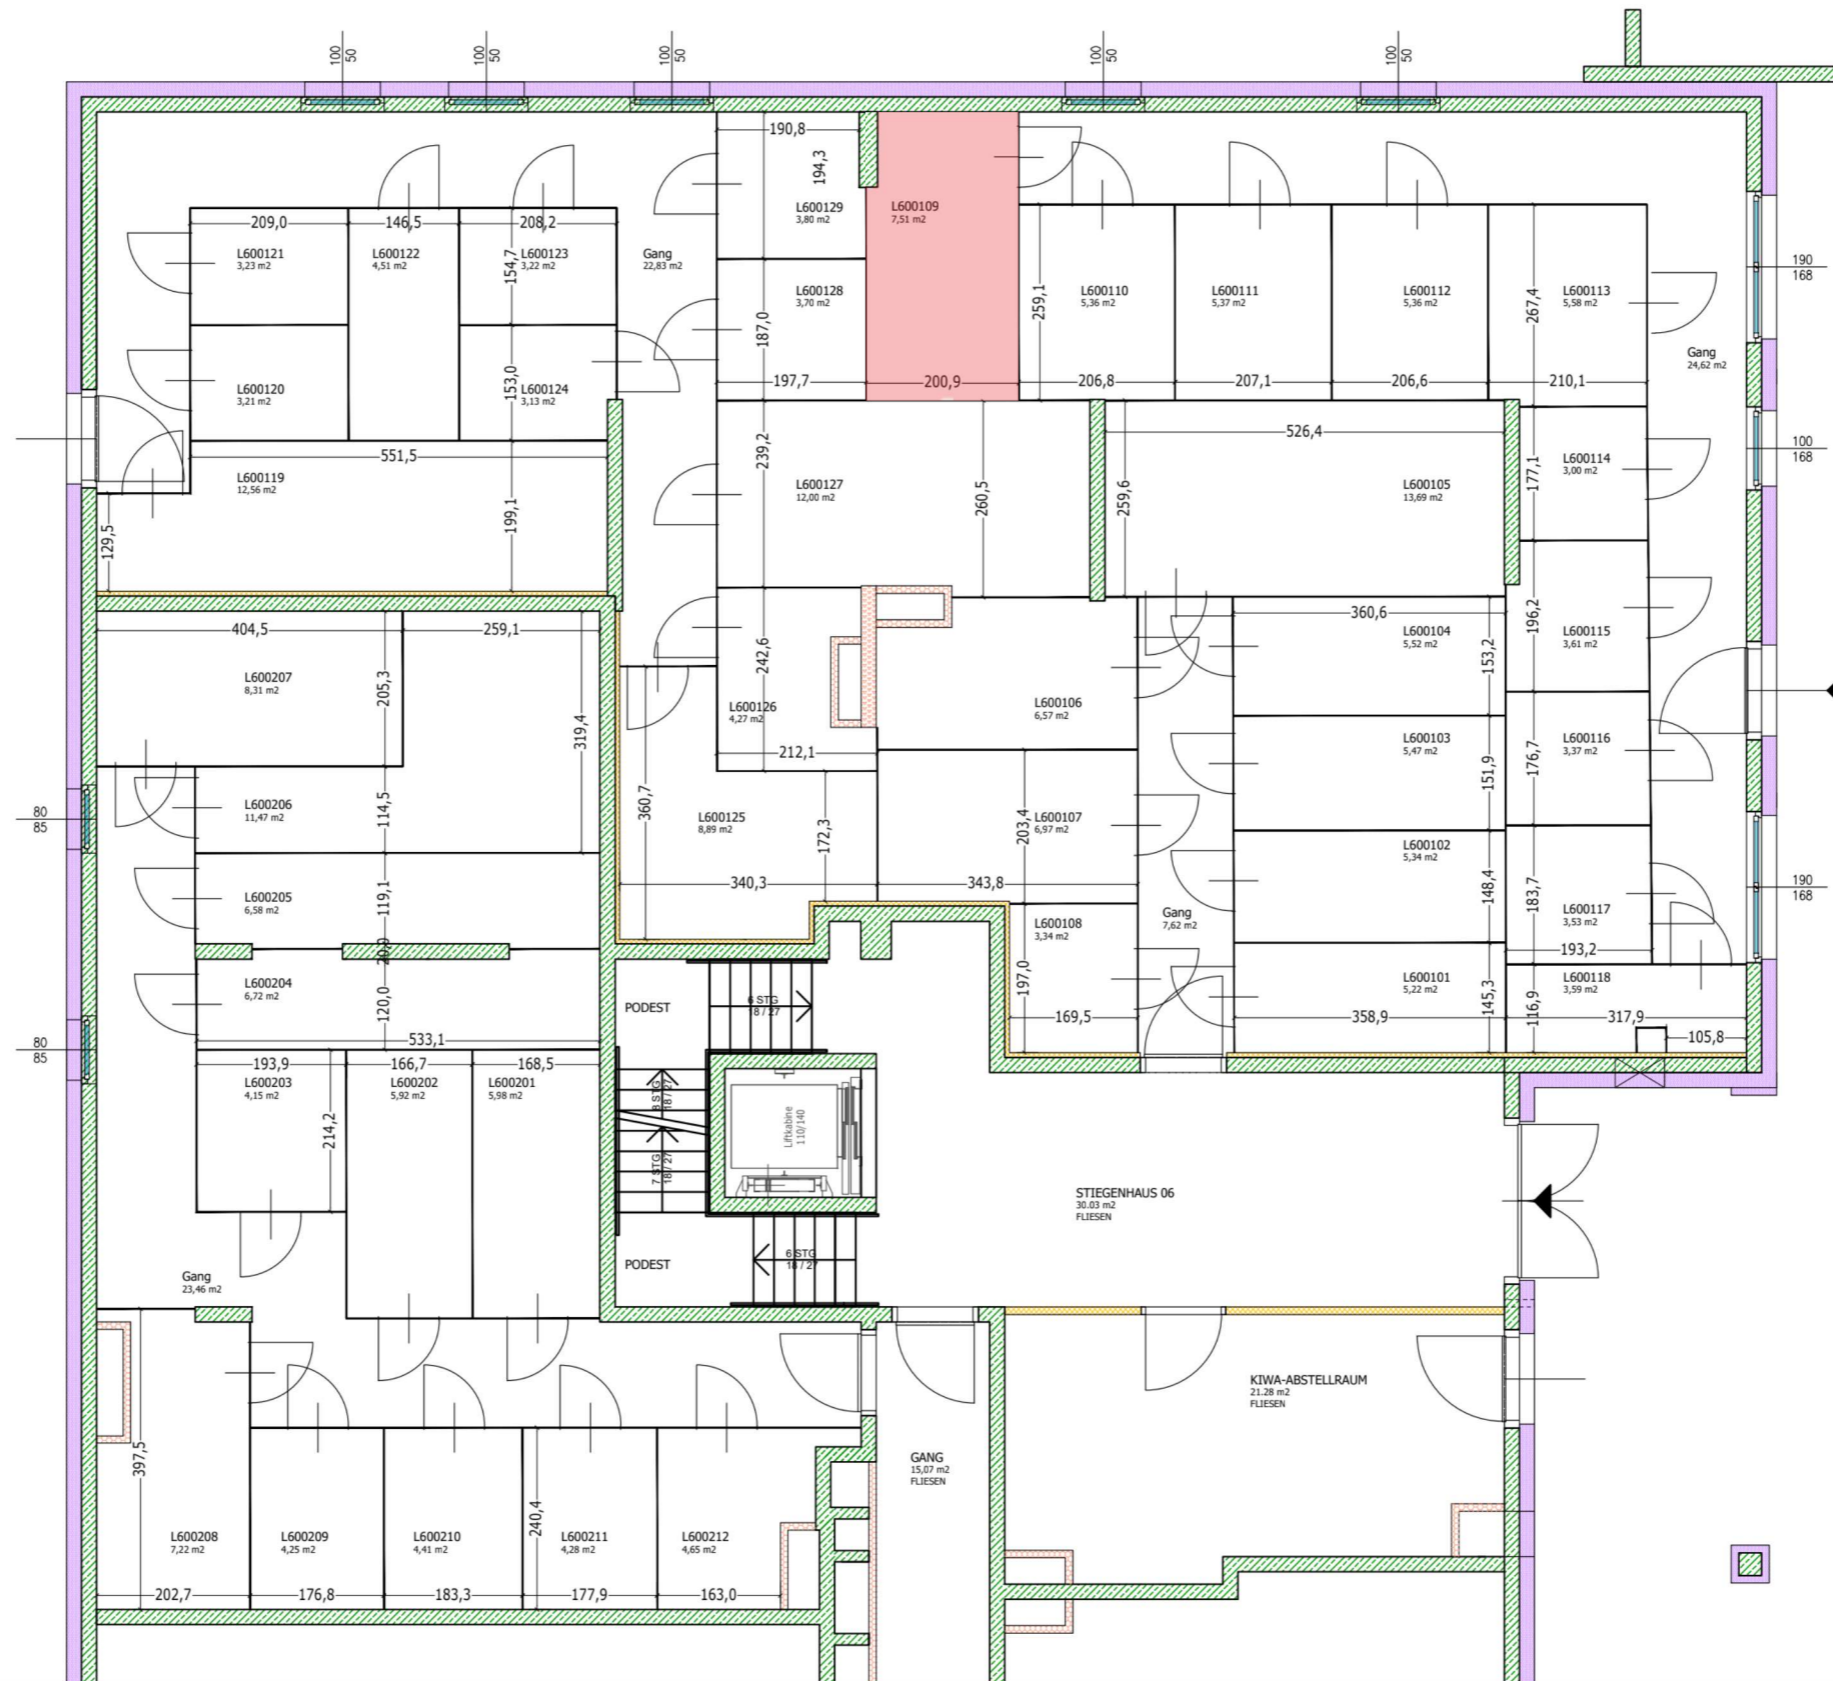 100
50
100
50
100
50
100
50
100
50
190,8
194,3
L600129
3,80 m2
L600109
7,51 m2
209,0
146,5
208,2
L600121
3,23 m2
L600122
4,51 m2
154,7
L600123
3,22 m2
Gang
22,83 m2
L600128
3,70 m2
187,0
259,1
L600110
5,36 m2
L600111
5,37 m2
L600112
5,36 m2
267,4
L600113
5,58 m2
190
168
Gang
24,62 m2
L600120
3,21 m2
153,0
L600124
3,13 m2
197,7
200,9
206,8
207,1
206,6
210,1
551,5
526,4
L600119
12,56 m2
129,5
199,1
239,2
L600127
12,00 m2
260,5
259,6
L600105
13,69 m2
177,1
L600114
3,00 m2
100
168
404,5
259,1
L600207
8,31 m2
205,3
319,4
242,6
L600126
4,27 m2
212,1
L600106
6,57 m2
360,6
L600104
5,52 m2
153,2
196,2
L600115
3,61 m2
L600103
5,47 m2
151,9
176,7
L600116
3,37 m2
80
85
L600206
11,47 m2
114,5
360,7
L600125
8,89 m2
172,3
203,4
L600107
6,97 m2
L600102
5,34 m2
148,4
183,7
190
168
340,3
343,8
L600205
6,58 m2
119,1
20,9
L600108
3,34 m2
Gang
7,62 m2
L600117
3,53 m2
193,2
L600204
6,72 m2
120,0
PODEST
6 STG
18 / 27
197,0
L600101
5,22 m2
145,3
116,9
L600118
3,59 m2
169,5
358,9
317,9
105,8
80
85
533,1
193,9
166,7
168,5
L600203
4,15 m2
L600202
5,92 m2
L600201
5,98 m2
214,2
8 STG
18 / 27
7 STG
18 / 27
Liftkabine
110/140
STIEGENHAUS 06
30.03 m2
FLIESEN
PODEST
6 STG
18 / 27
Gang
23,46 m2
KIWA-ABSTELLRAUM
21.28 m2
FLIESEN
397,5
GANG
15,07 m2
FLIESEN
L600208
7,22 m2
L600209
4,25 m2
L600210
4,41 m2
240,4
L600211
4,28 m2
L600212
4,65 m2
202,7
176,8
183,3
177,9
163,0